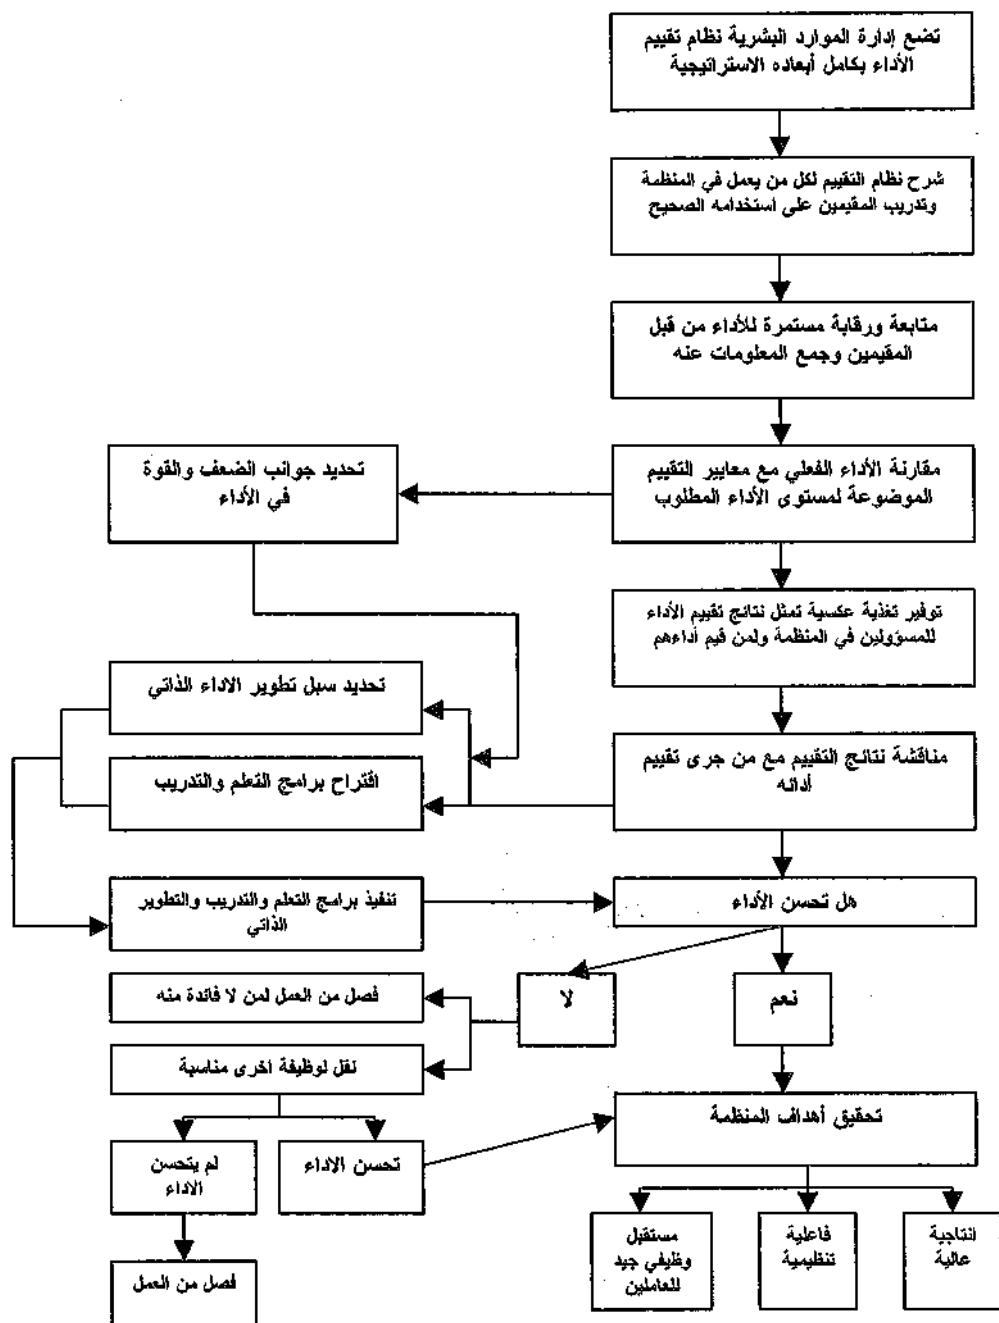 تضع إدارة الموارد البشرية نظام تقييم
الأداء بكامل أبعاده الاستراتيجية
شرح نظام التقييم لكل من يعمل في المنظمة
وتدريب المقيمين على استخدامه الصحيح
متابعة ورقابة مستمرة للأداء من قبل
المقيمين وجمع المعلومات عنه
مقارنة الأداء الفعلي مع معايير التقييم
الموضوعة لمستوى الأداء المطلوب
تحديد جوانب الضعف والقوة
في الأداء
توفير تغذية عكسية تمثل نتائج تقييم الأداء
للمسؤولين في المنظمة ولمن قيم أداءهم
تحديد سبل تطوير الاداء الذاتي
مناقشة نتائج التقييم مع من جرى تقييم
أدائه
اقتراح برامج التعلم والتدريب
هل تحسن الأداء
تنفيذ برامج التعلم والتدريب والتطوير
الذاتي
نعم
لا
فصل من العمل لمن لا فائدة منه
نقل لوظيفة اخرى مناسبة
تحقيق أهداف المنظمة
تحسن الاداء
لم يتحسن
الاداء
انتاجية
عالية
فاعلية
تنظيمية
مستقبل
وظيفي جيد
للعاملين
فصل من العمل